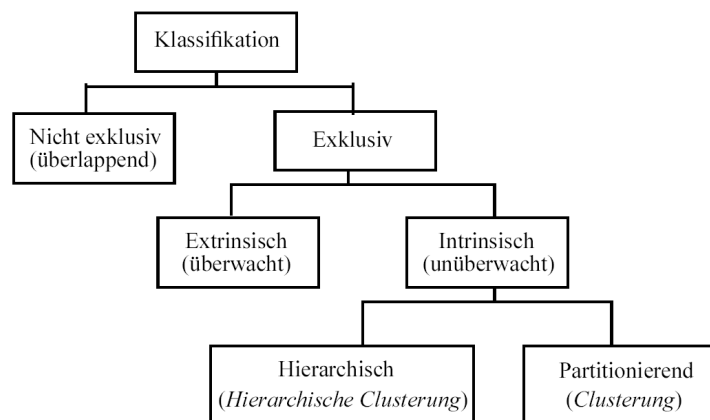 Klassifikation
Nicht exklusiv
(überlappend)
Exklusiv
Extrinsisch
(überwacht)
Intrinsisch
(unüberwacht)
Hierarchisch
(Hierarchische Clusterung)
Partitionierend
(Clusterung)